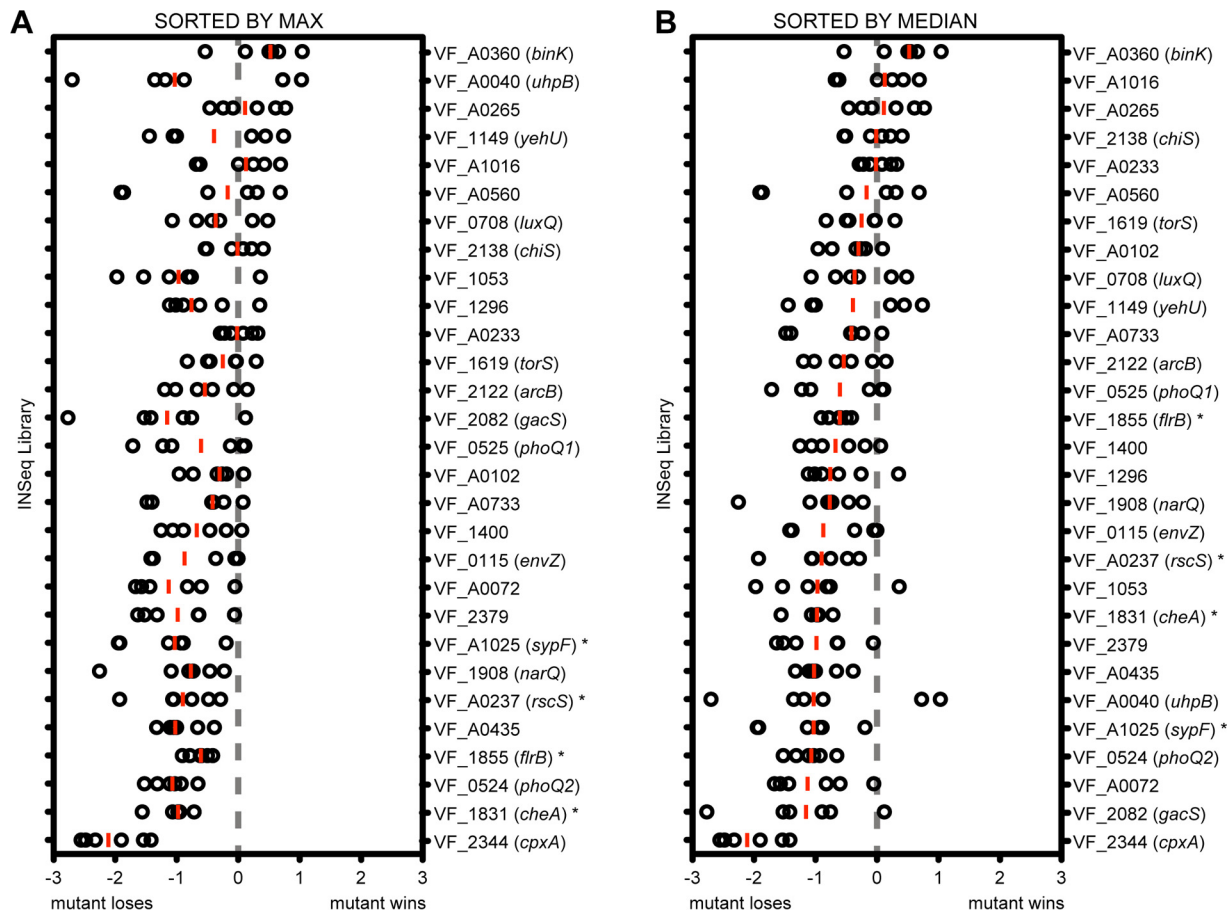 A
SORTED BY MAX
INSeq Library
VF_A0360 (binK)
VF_A0040 (uhpB)
VF_A0265
VF_1149 (yehU)
VF_A1016
VF_A0560
VF_0708 (luxQ)
VF_2138 (chiS)
VF_1053
VF_1296
VF_A0233
VF_1619 (torS)
VF_2122 (arcB)
VF_2082 (gacS)
VF_0525 (phoQ1)
VF_A0102
VF_A0733
VF_1400
VF_0115 (envZ)
VF_A0072
VF_2379
VF_A1025 (sypF) *
VF_1908 (narQ)
VF_A0237 (rscS) *
VF_A0435
VF_1855 (flrB) *
VF_0524 (phoQ2)
VF_1831 (cheA) *
VF_2344 (cpxA)
-3 -2 -1 0 1 2 3
mutant loses mutant wins
B
SORTED BY MEDIAN
INSeq Library
VF_A0360 (binK)
VF_A1016
VF_A0265
VF_2138 (chiS)
VF_A0233
VF_A0560
VF_1619 (torS)
VF_A0102
VF_0708 (luxQ)
VF_1149 (yehU)
VF_A0733
VF_2122 (arcB)
VF_0525 (phoQ1)
VF_1855 (flrB) *
VF_1400
VF_1296
VF_1908 (narQ)
VF_0115 (envZ)
VF_A0237 (rscS) *
VF_1053
VF_1831 (cheA) *
VF_2379
VF_A0435
VF_A0040 (uhpB)
VF_A1025 (sypF) *
VF_0524 (phoQ2)
VF_A0072
VF_2082 (gacS)
VF_2344 (cpxA)
-3 -2 -1 0 1 2 3
mutant loses mutant wins